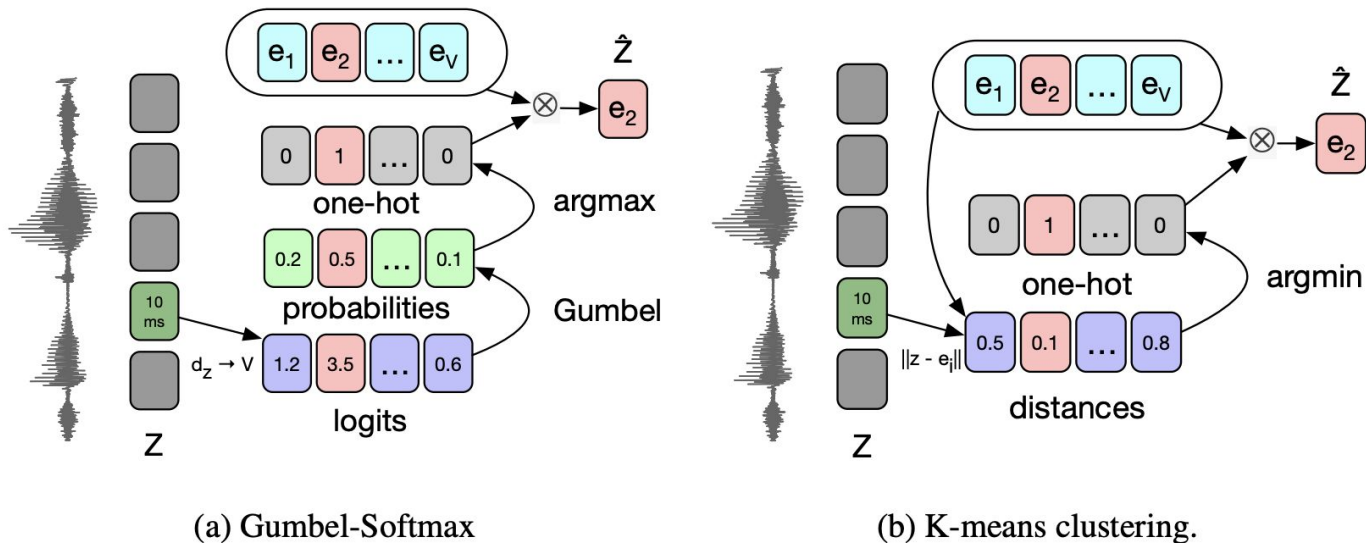 e1 e2 ... eV
Ẑ
e2
0 1 ... 0
one-hot
argmax
0.2 0.5 ... 0.1
probabilities
Gumbel
10 ms
dz → V
1.2 3.5 ... 0.6
logits
Z
(a) Gumbel-Softmax
e1 e2 ... eV
Ẑ
e2
0 1 ... 0
one-hot
argmin
10 ms
||z - ei||
0.5 0.1 ... 0.8
distances
Z
(b) K-means clustering.